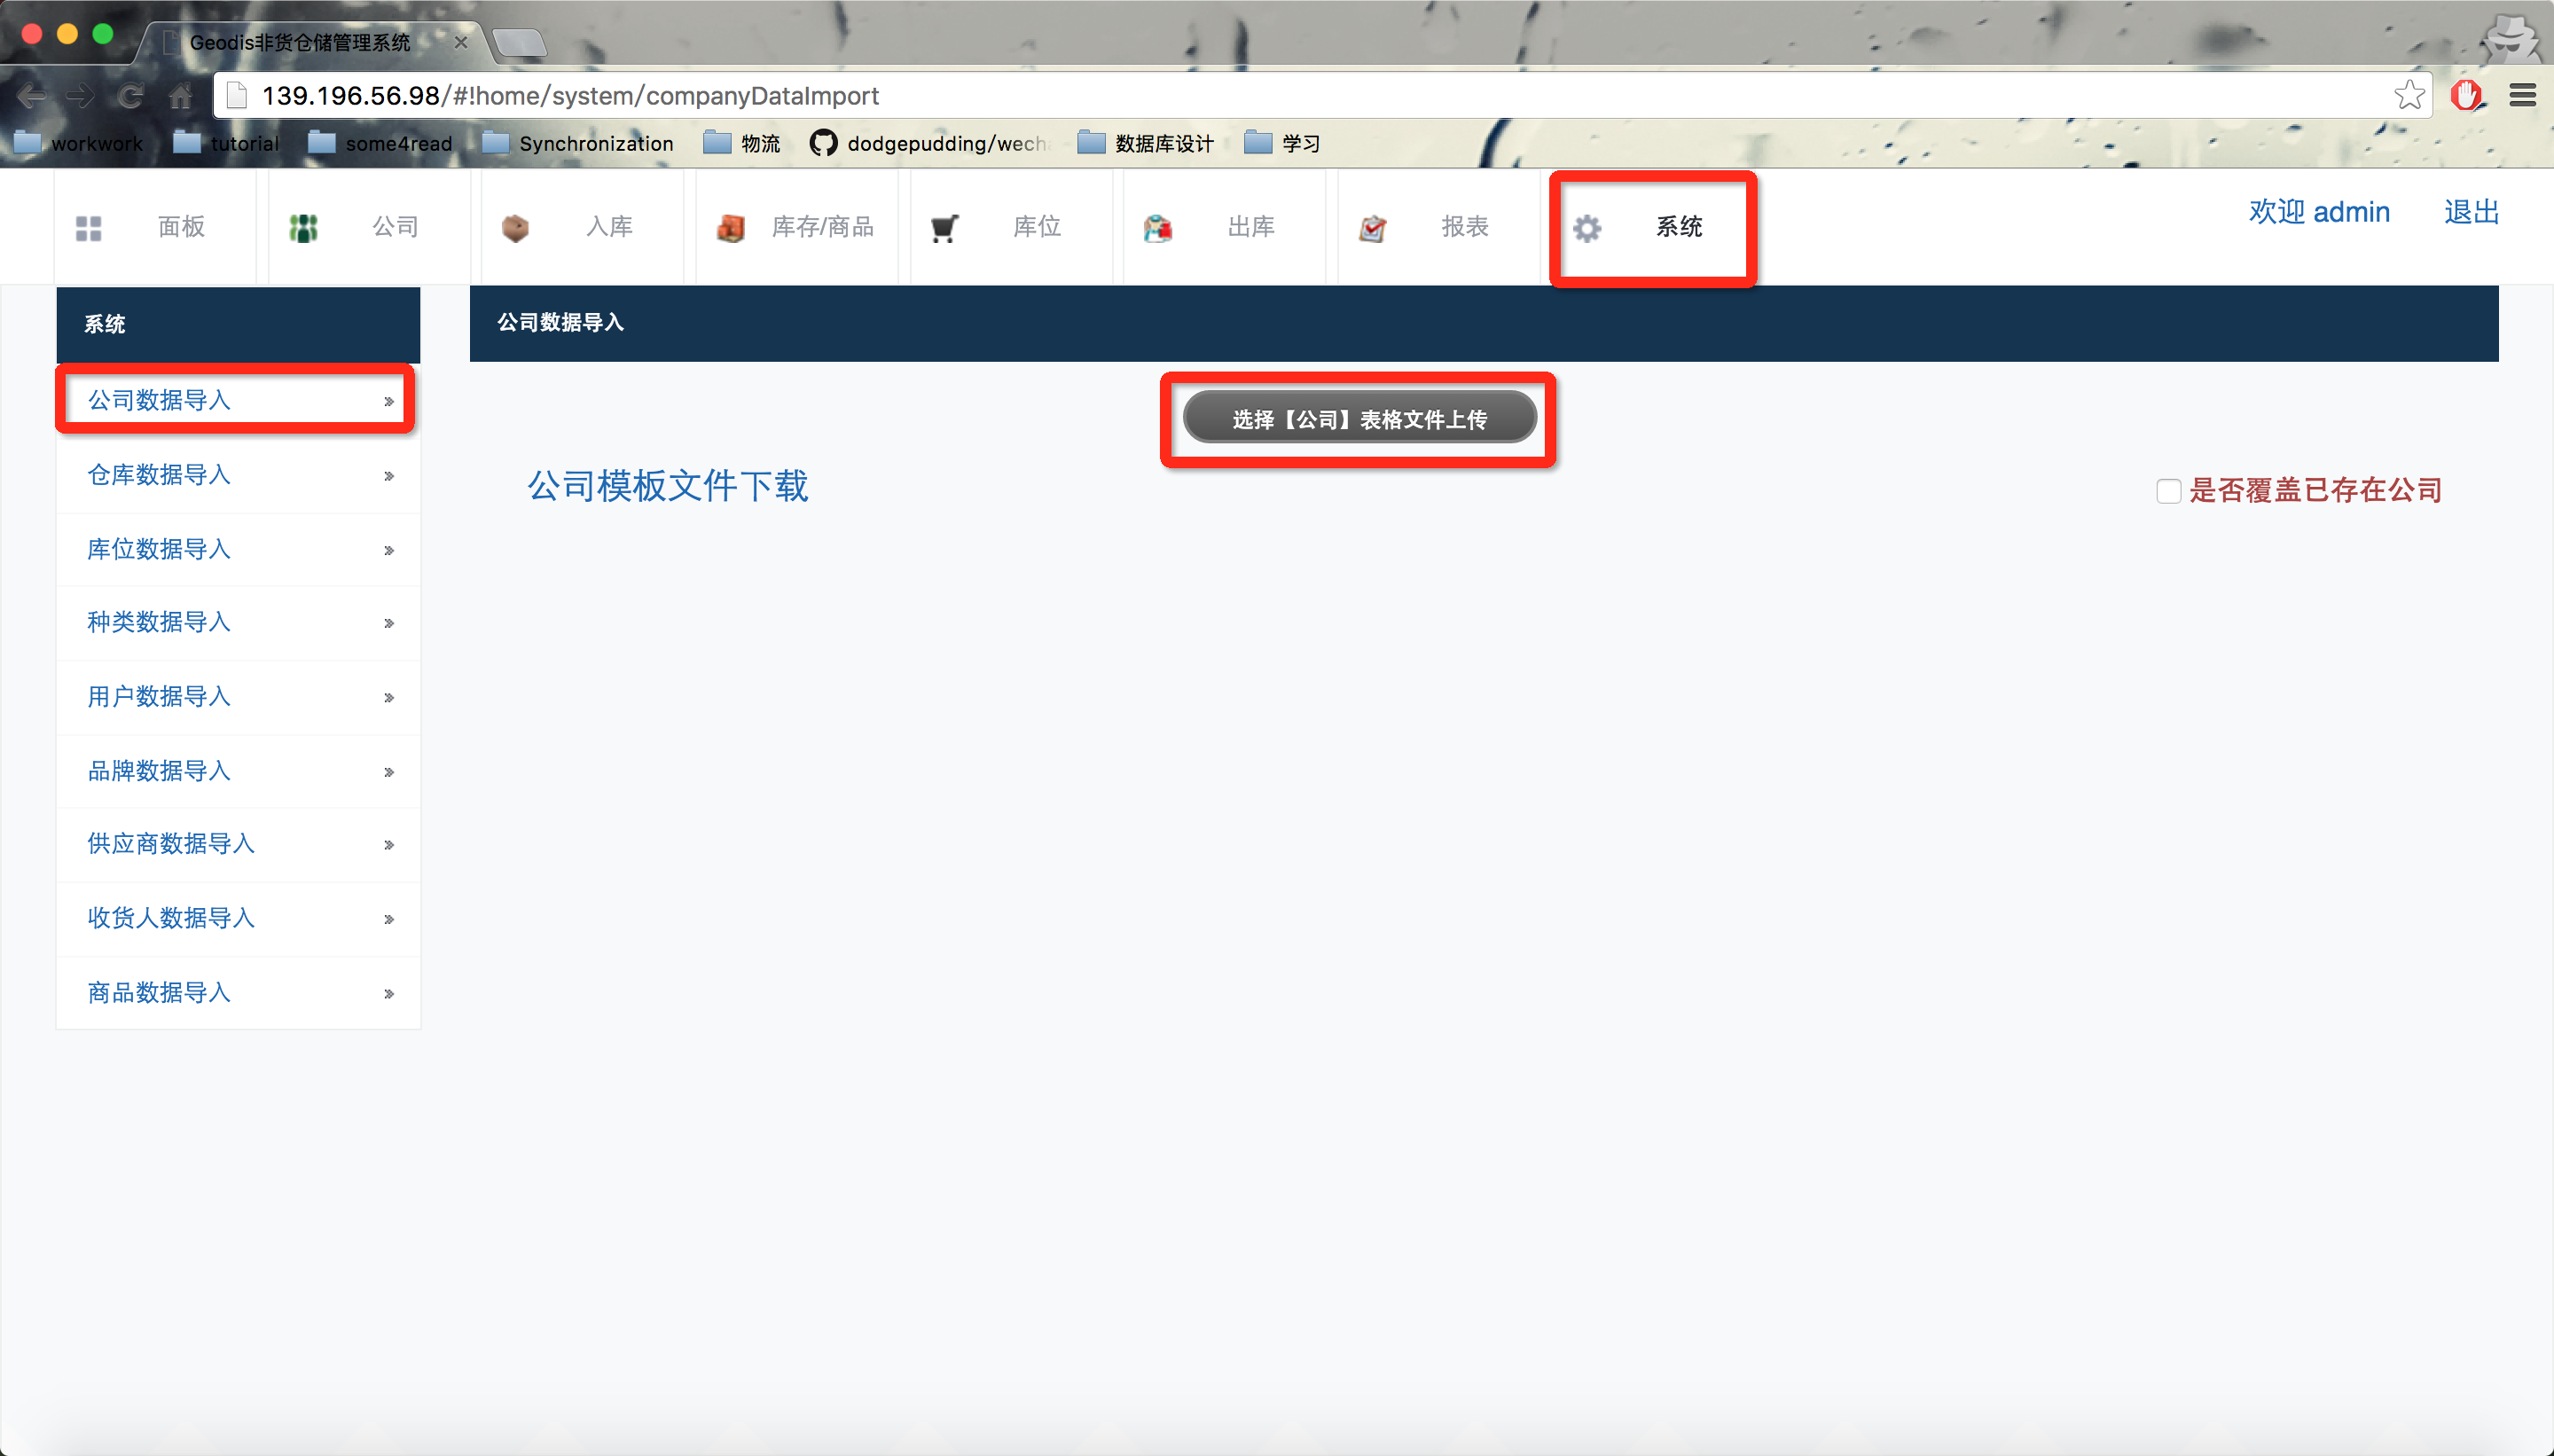 Geodis非货仓储管理系统
139.196.56.98/#!home/system/companyDataImport
workwork tutorial some4read Synchronization 物流 dodgepudding/wech 数据库设计 学习
面板 公司 入库 库存/商品 库位 出库 报表 系统 欢迎 admin 退出
系统
公司数据导入
仓库数据导入
库位数据导入
种类数据导入
用户数据导入
品牌数据导入
供应商数据导入
收货人数据导入
商品数据导入
公司数据导入
选择【公司】表格文件上传
公司模板文件下载
是否覆盖已存在公司